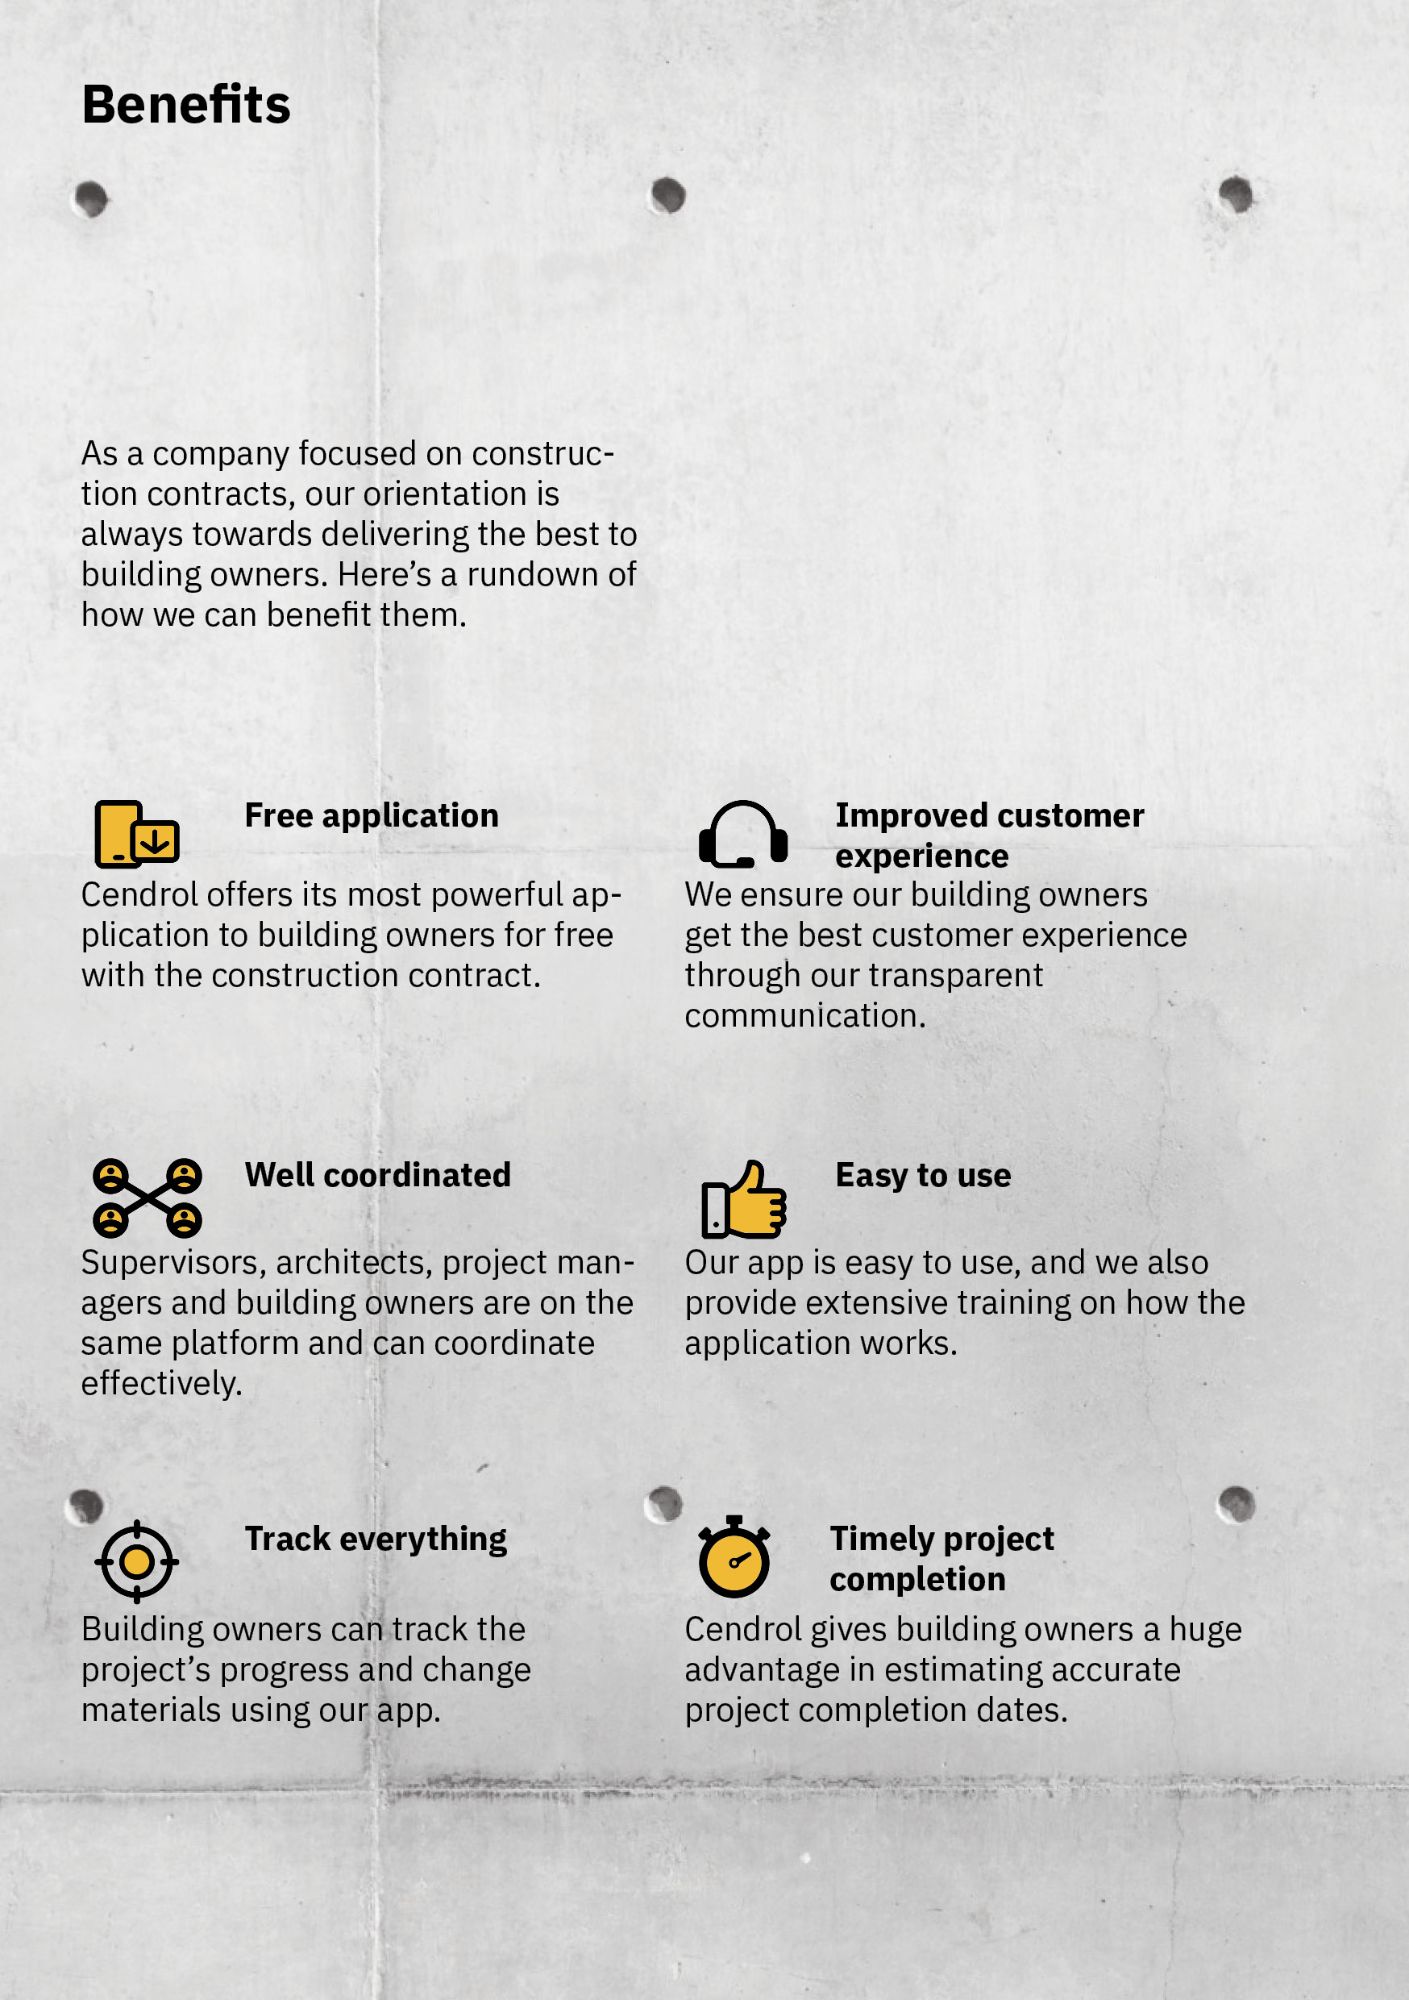 Benefits
As a company focused on construc-
tion contracts, our orientation is
always towards delivering the best to
building owners. Here’s a rundown of
how we can benefit them.
Free application
Cendrol offers its most powerful ap-
plication to building owners for free
with the construction contract.
Improved customer
experience
We ensure our building owners
get the best customer experience
through our transparent
communication.
Well coordinated
Supervisors, architects, project man-
agers and building owners are on the
same platform and can coordinate
effectively.
Easy to use
Our app is easy to use, and we also
provide extensive training on how the
application works.
Track everything
Building owners can track the
project’s progress and change
materials using our app.
Timely project
completion
Cendrol gives building owners a huge
advantage in estimating accurate
project completion dates.